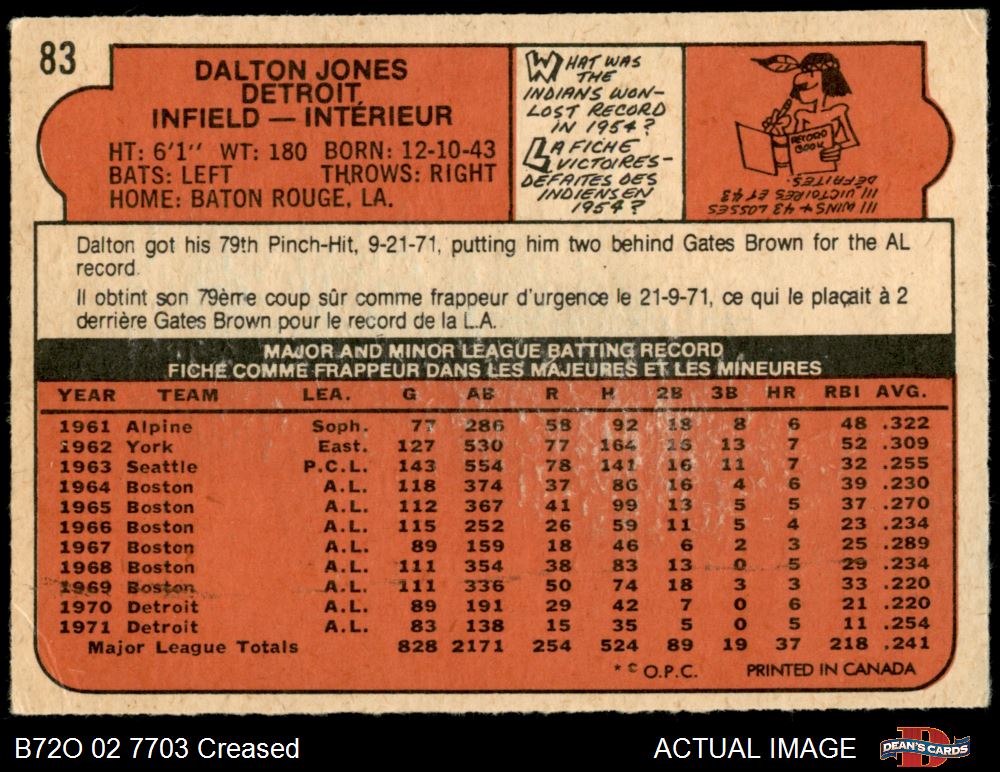 83
DALTON JONES
DETROIT
INFIELD — INTÉRIEUR
HT: 6'1" WT: 180 BORN: 12-10-43
BATS: LEFT THROWS: RIGHT
HOME: BATON ROUGE, LA.
WHAT WAS
THE
INDIANS WON-
LOST RECORD
IN 1954?
LA FICHE
VICTOIRES-
DÉFAITES DES
INDIENS EN
1954?
RECORD
BOOK
111 WINS & 43 LOSSES
111 VICTOIRES ET 43
DÉFAITES.
Dalton got his 79th Pinch-Hit, 9-21-71, putting him two behind Gates Brown for the AL
record.
Il obtint son 79ème coup sûr comme frappeur d'urgence le 21-9-71, ce qui le plaçait à 2
derrière Gates Brown pour le record de la L.A.
MAJOR AND MINOR LEAGUE BATTING RECORD
FICHE COMME FRAPPEUR DANS LES MAJEURES ET LES MINEURES
YEAR TEAM LEA. G AB R H 2B 3B HR RBI AVG.
1961 Alpine Soph. 77 286 58 92 18 8 6 48 .322
1962 York East. 127 530 77 164 16 13 7 52 .309
1963 Seattle P.C.L. 143 554 78 141 16 11 7 32 .255
1964 Boston A.L. 118 374 37 86 16 4 6 39 .230
1965 Boston A.L. 112 367 41 99 13 5 5 37 .270
1966 Boston A.L. 115 252 26 59 11 5 4 23 .234
1967 Boston A.L. 89 159 18 46 6 2 3 25 .289
1968 Boston A.L. 111 354 38 83 13 0 5 29 .234
1969 Boston A.L. 111 336 50 74 18 3 3 33 .220
1970 Detroit A.L. 89 191 29 42 7 0 6 21 .220
1971 Detroit A.L. 83 138 15 35 5 0 5 11 .254
Major League Totals 828 2171 254 524 89 19 37 218 .241
* © O.P.C. PRINTED IN CANADA
B72O 02 7703 Creased
ACTUAL IMAGE
DEAN'S CARDS